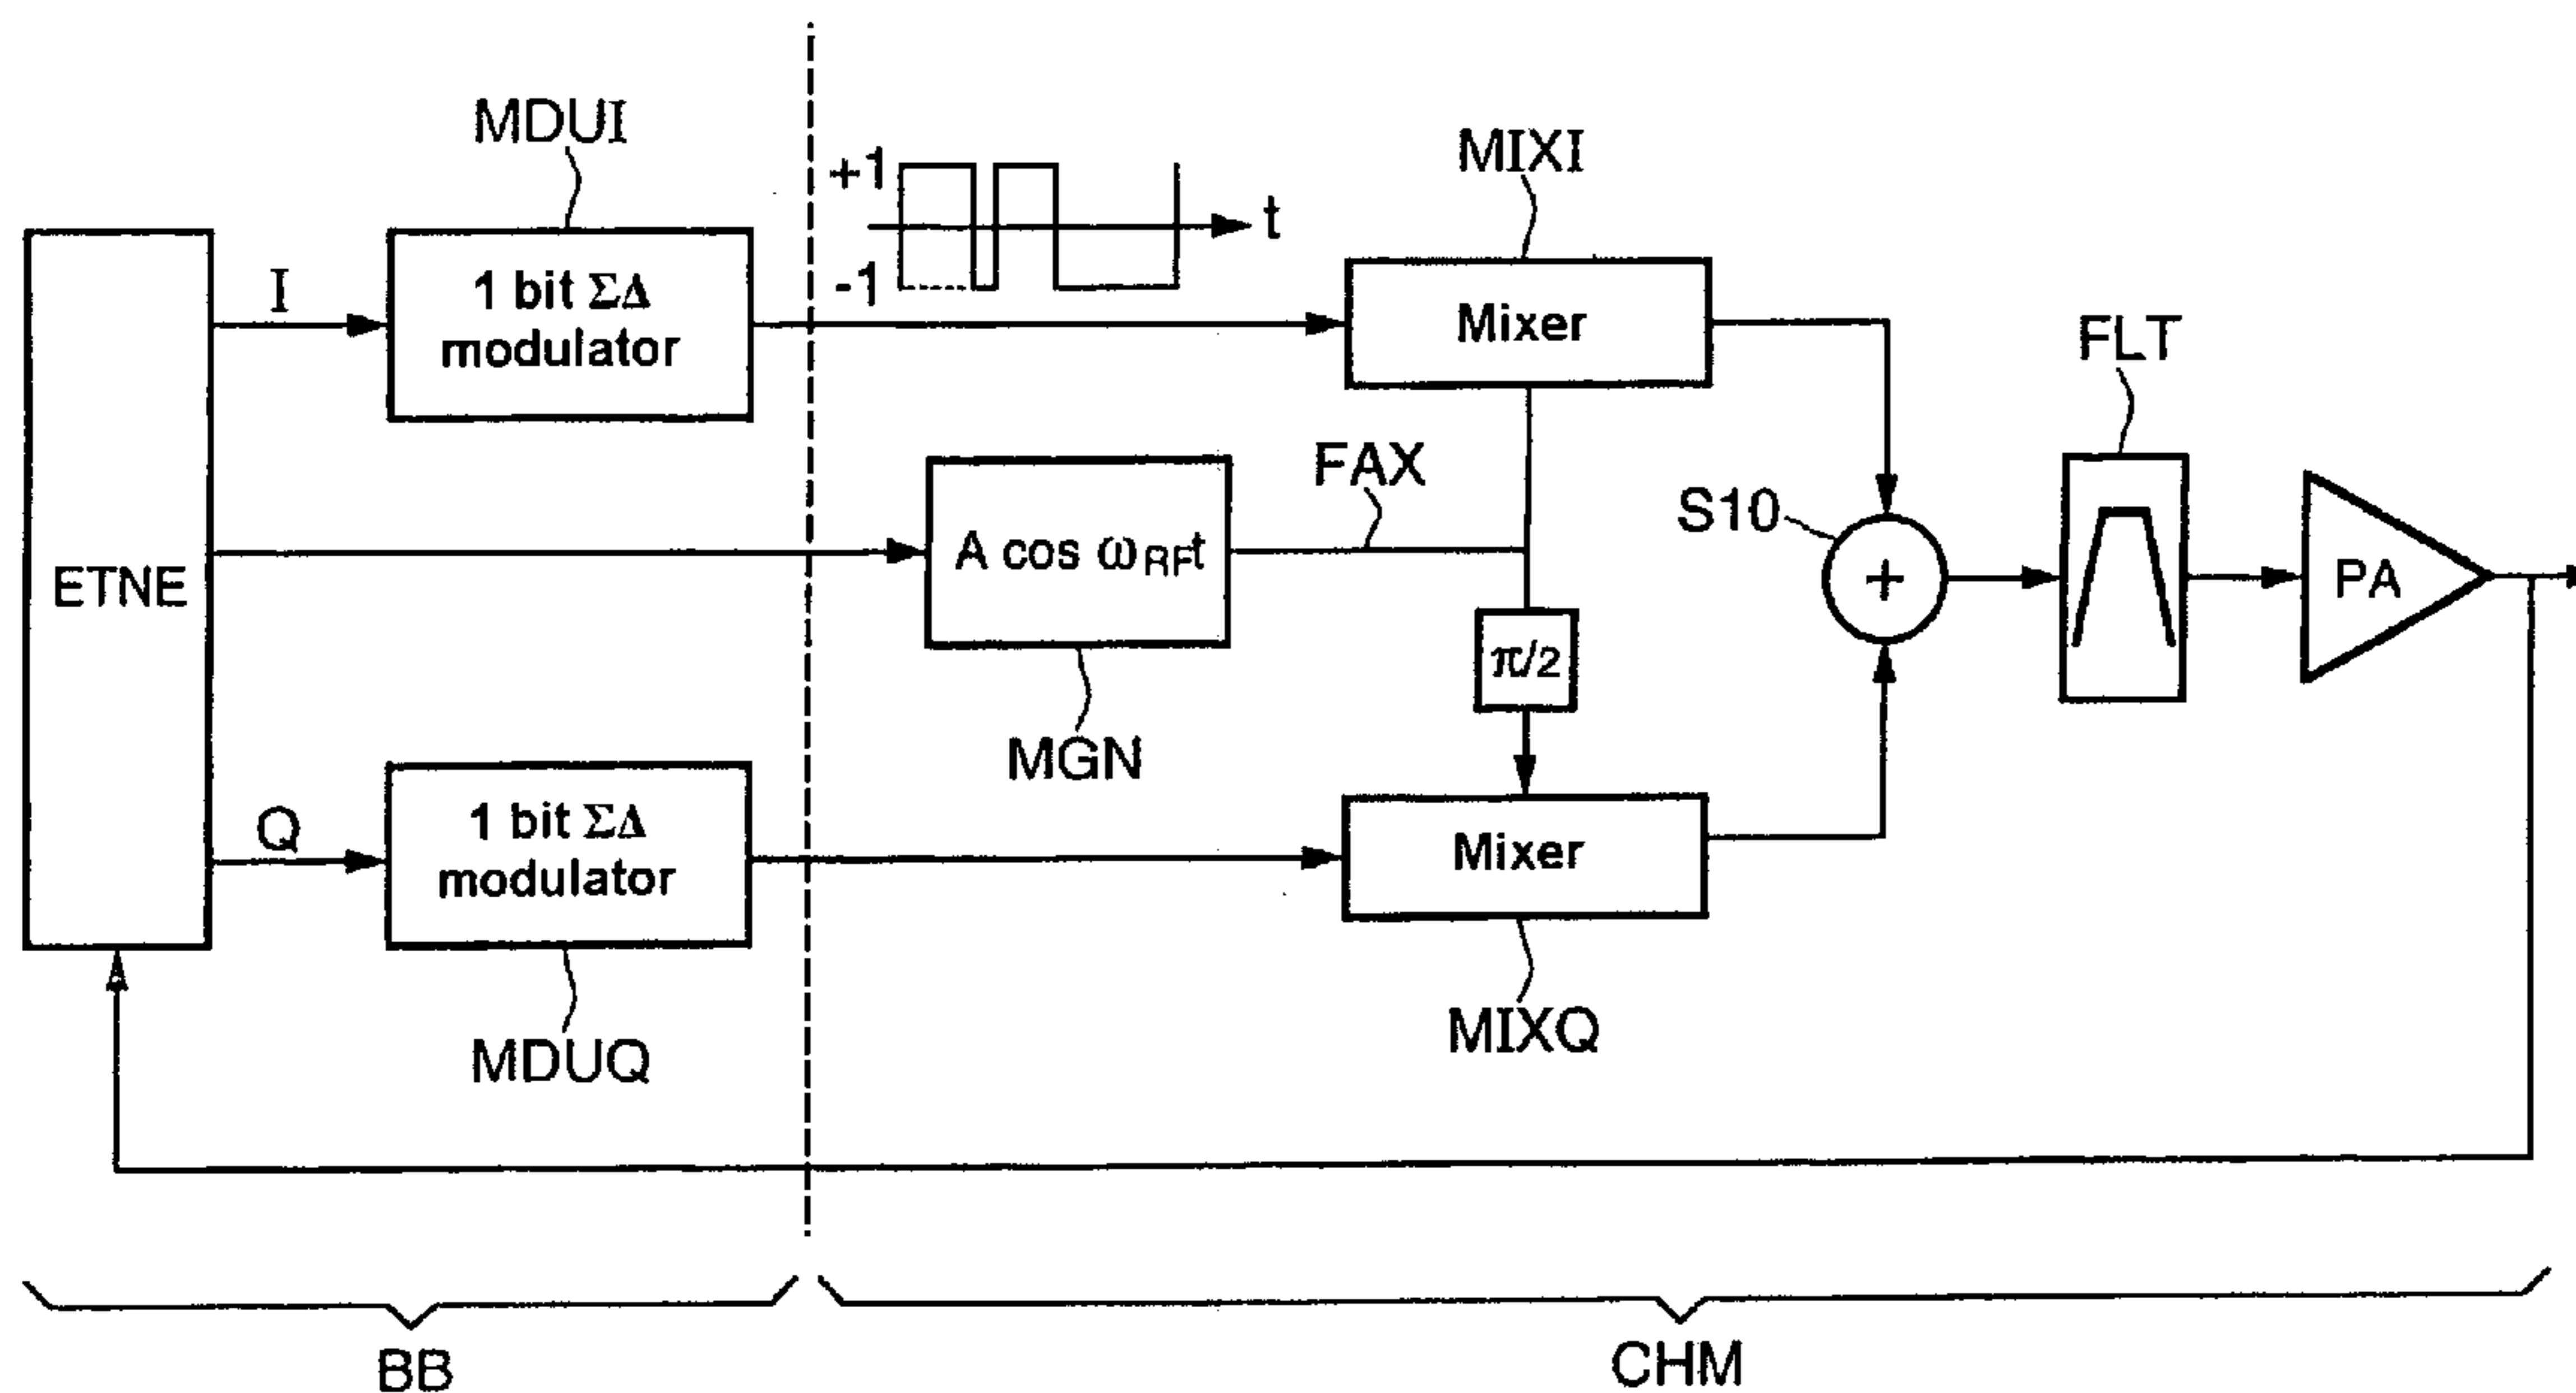 MDUI
+1
-1
t
MIXI
I
1 bit ΣΔ
modulator
Mixer
FLT
FAX
S10
ETNE
A cos ωRFt
+
PA
π/2
MGN
Q
1 bit ΣΔ
modulator
Mixer
MDUQ
MIXQ
BB
CHM